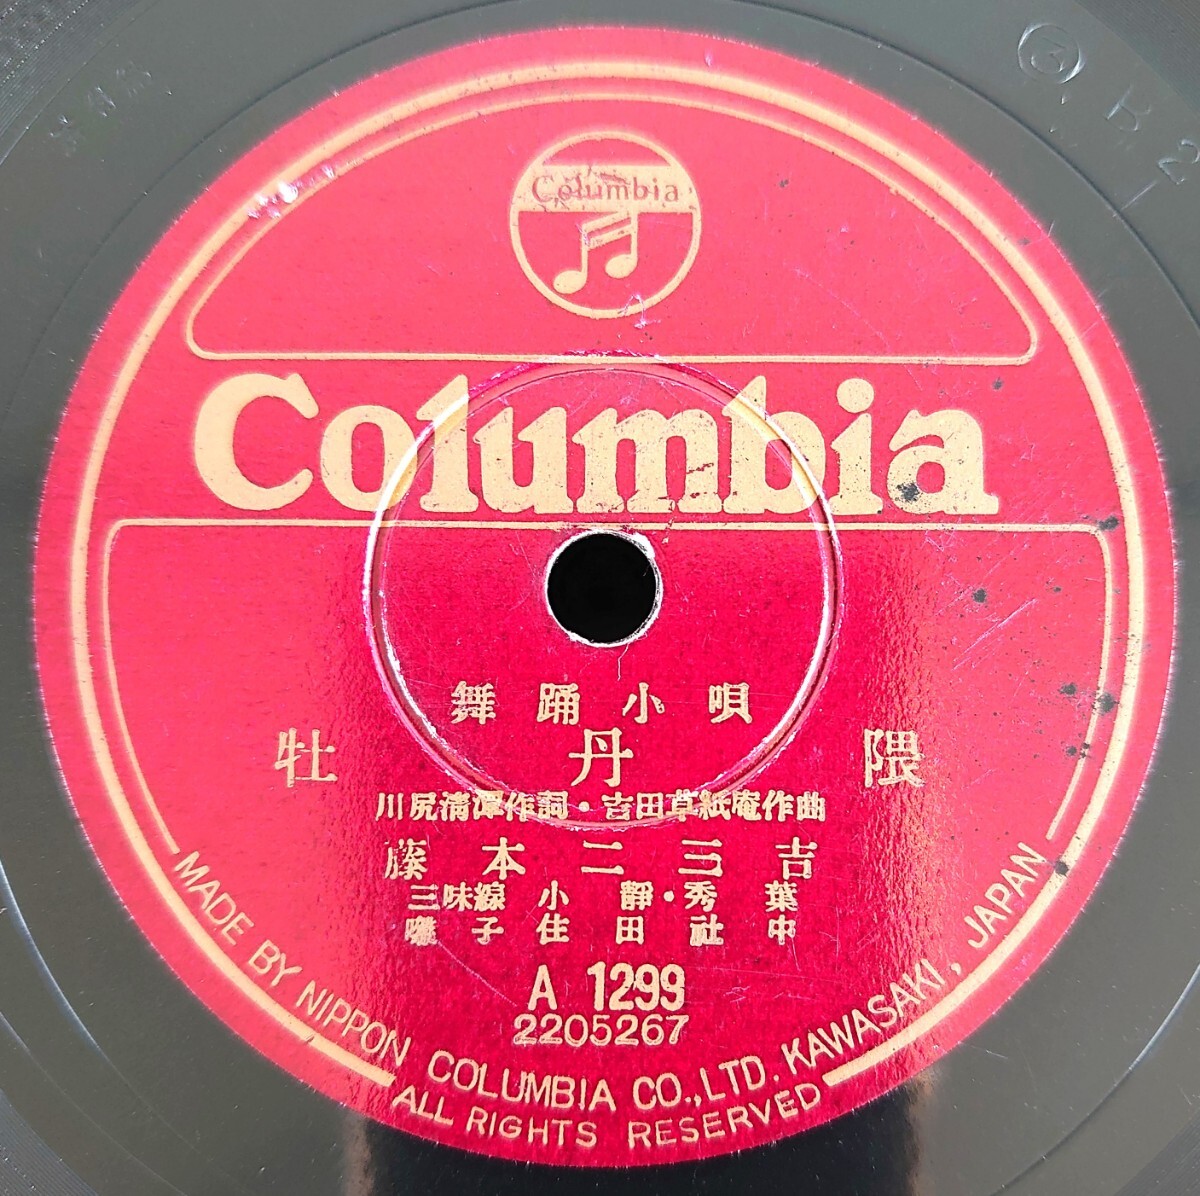 Columbia
Columbia
舞踊小唄
牡丹隈
川尻清潭作詞・吉田草紙庵作曲
藤本二三吉
三味線 小静・秀葉
囃子 住田社中
A 1299
2205267
MADE BY NIPPON COLUMBIA CO., LTD. KAWASAKI, JAPAN
ALL RIGHTS RESERVED